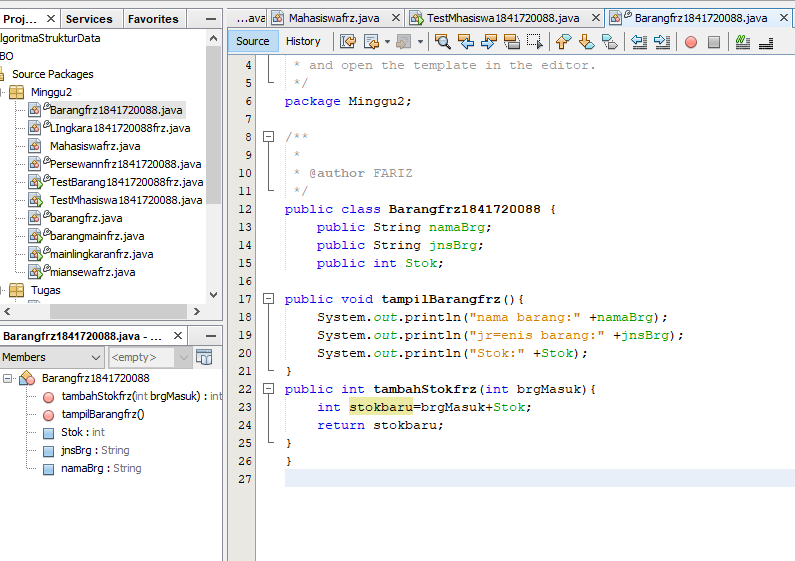 Proj... Services Favorites
lgoritmaStrukturData
BO
Source Packages
Minggu2
Barangfrz1841720088.java
LIngkara1841720088frz.java
Mahasiswafrz.java
Persewannfrz1841720088.java
TestBarang1841720088frz.java
TestMhasiswa1841720088.java
barangfrz.java
barangmainfrz.java
mainlingkaranfrz.java
miansewafrz.java
Tugas
Barangfrz1841720088.java - ...
Members <empty>
Barangfrz1841720088
tambahStokfrz(int brgMasuk) : int
tampilBarangfrz()
Stok : int
jnsBrg : String
namaBrg : String
...ava Mahasiswafrz.java TestMhasiswa1841720088.java Barangfrz1841720088.java
Source History
4 * and open the template in the editor.
5 */
6 package Minggu2;
7
8 /**
9 *
10 * @author FARIZ
11 */
12 public class Barangfrz1841720088 {
13 public String namaBrg;
14 public String jnsBrg;
15 public int Stok;
16
17 public void tampilBarangfrz(){
18 System.out.println("nama barang:" +namaBrg);
19 System.out.println("jr=enis barang:" +jnsBrg);
20 System.out.println("Stok:" +Stok);
21 }
22 public int tambahStokfrz(int brgMasuk){
23 int stokbaru=brgMasuk+Stok;
24 return stokbaru;
25 }
26 }
27